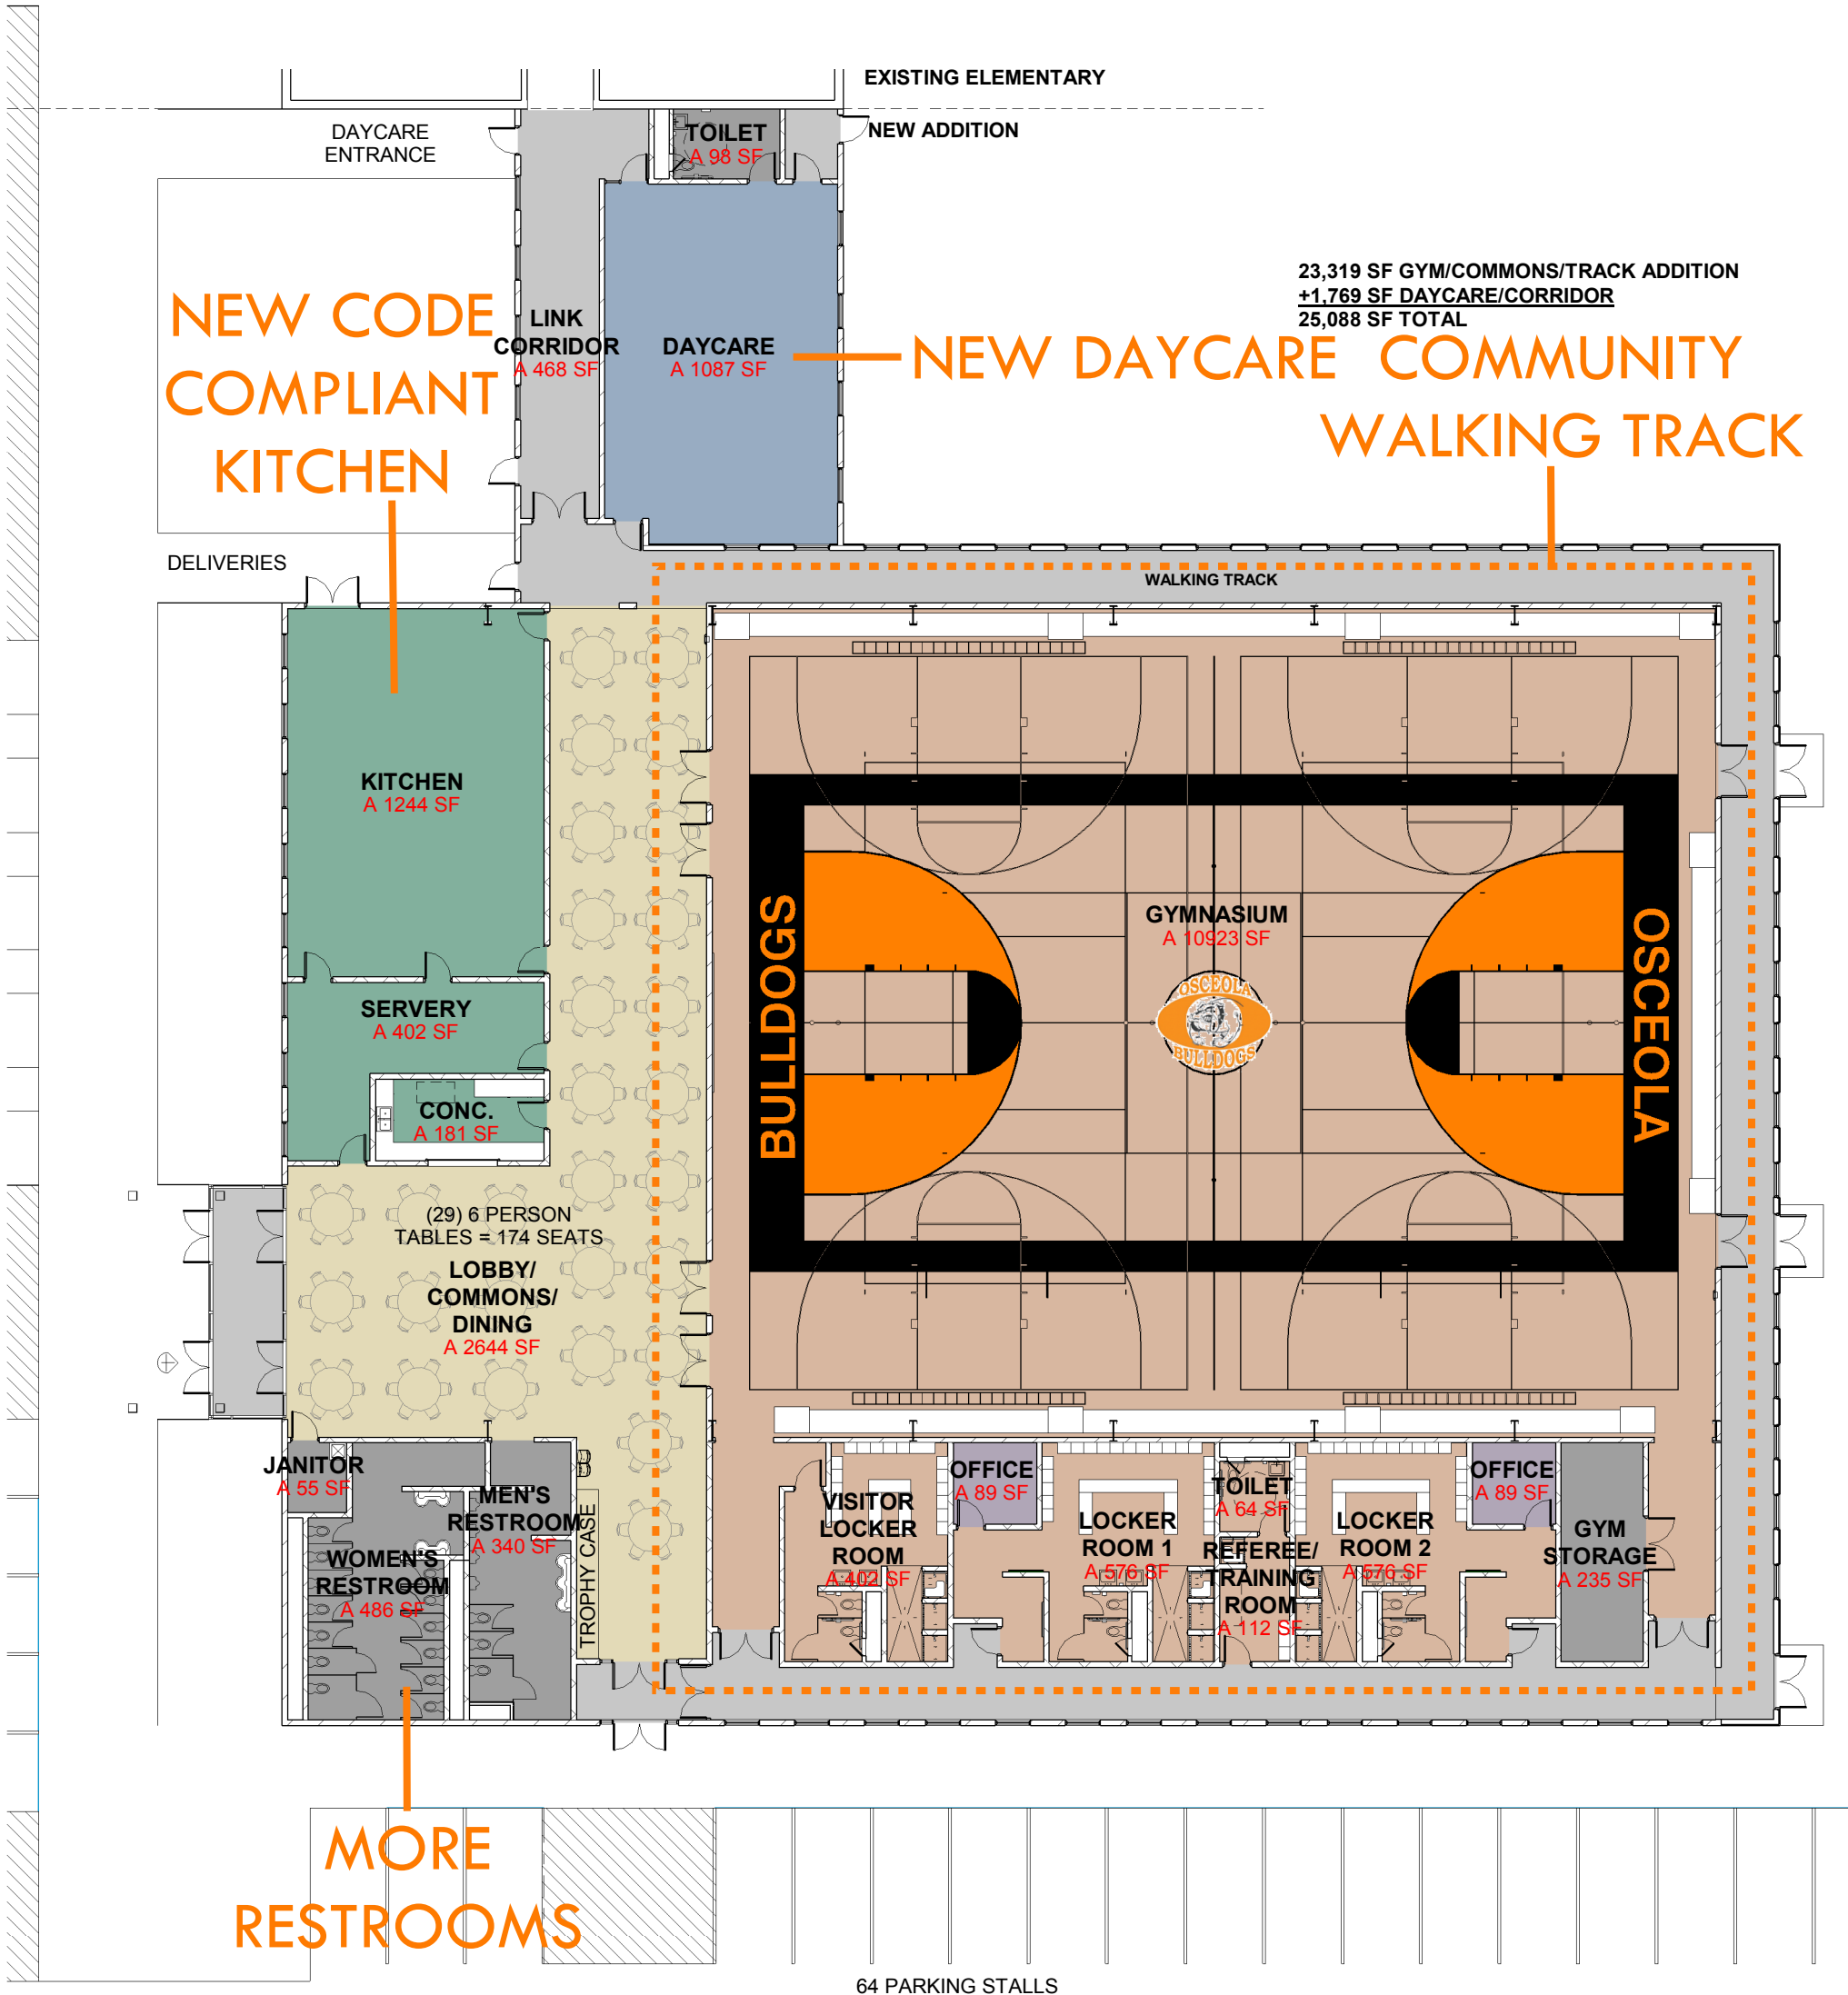 EXISTING ELEMENTARY
DAYCARE
ENTRANCE
TOILET
A 98 SF
NEW ADDITION
23,319 SF GYM/COMMONS/TRACK ADDITION
+1,769 SF DAYCARE/CORRIDOR
25,088 SF TOTAL
NEW CODE
COMPLIANT
KITCHEN
LINK
CORRIDOR
A 468 SF
DAYCARE
A 1087 SF
NEW DAYCARE
COMMUNITY
WALKING TRACK
DELIVERIES
WALKING TRACK
KITCHEN
A 1244 SF
SERVERY
A 402 SF
CONC.
A 181 SF
BULLDOGS
GYMNASIUM
A 10923 SF
OSCEOLA
BULLDOGS
OSCEOLA
(29) 6 PERSON
TABLES = 174 SEATS
LOBBY/
COMMONS/
DINING
A 2644 SF
JANITOR
A 55 SF
MEN'S
RESTROOM
A 340 SF
WOMEN'S
RESTROOM
A 486 SF
TROPHY CASE
VISITOR
LOCKER
ROOM
A 402 SF
OFFICE
A 89 SF
LOCKER
ROOM 1
A 576 SF
TOILET
A 64 SF
REFEREE/
TRAINING
ROOM
A 112 SF
LOCKER
ROOM 2
A 576 SF
OFFICE
A 89 SF
GYM
STORAGE
A 235 SF
MORE
RESTROOMS
64 PARKING STALLS